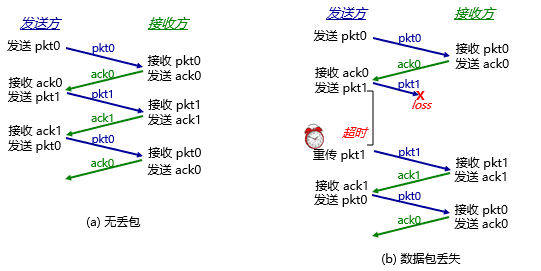 发送方
接收方
发送 pkt0
pkt0
接收 pkt0
发送 ack0
ack0
接收 ack0
发送 pkt1
pkt1
接收 pkt1
发送 ack1
ack1
接收 ack1
发送 pkt0
pkt0
接收 pkt0
发送 ack0
ack0
(a) 无丢包
发送方
接收方
发送 pkt0
pkt0
接收 pkt0
发送 ack0
ack0
接收 ack0
发送 pkt1
pkt1
X
loss
超时
重传 pkt1
pkt1
接收 pkt1
发送 ack1
ack1
接收 ack1
发送 pkt0
pkt0
接收 pkt0
发送 ack0
ack0
(b) 数据包丢失